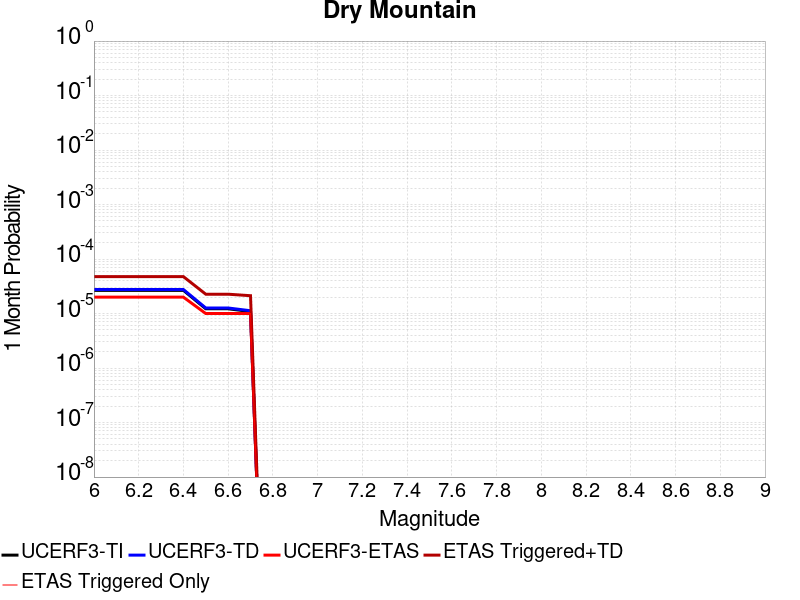 Dry Mountain
10^0
10^-1
10^-2
10^-3
10^-4
10^-5
10^-6
10^-7
10^-8
1 Month Probability
6 6.2 6.4 6.6 6.8 7 7.2 7.4 7.6 7.8 8 8.2 8.4 8.6 8.8 9
Magnitude
UCERF3-TI UCERF3-TD UCERF3-ETAS ETAS Triggered+TD
ETAS Triggered Only